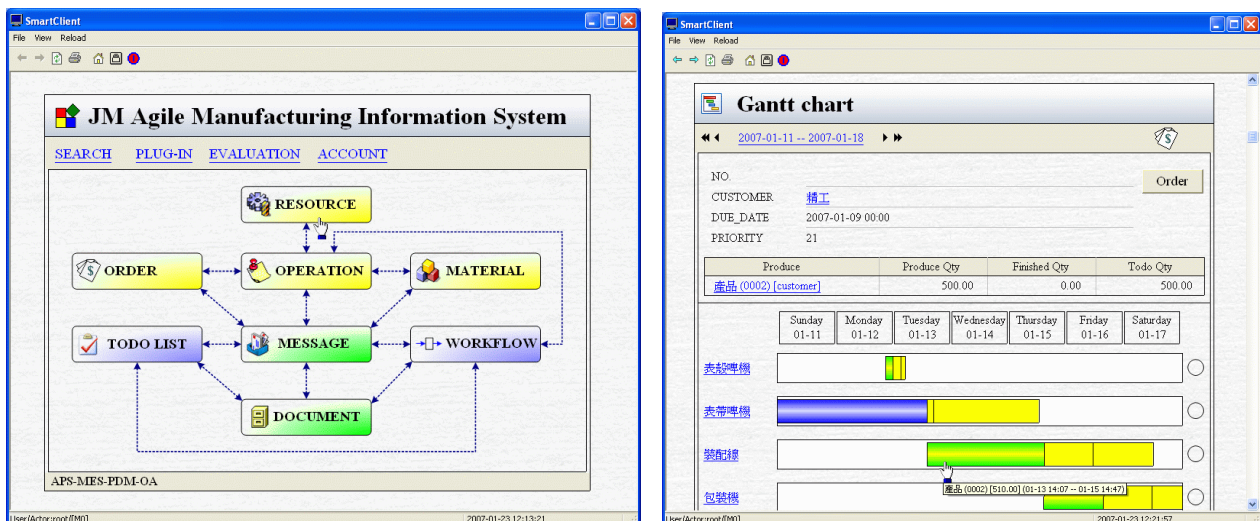 SmartClient
File View Reload
JM Agile Manufacturing Information System
SEARCH PLUG-IN EVALUATION ACCOUNT
RESOURCE
ORDER OPERATION MATERIAL
TODO LIST MESSAGE WORKFLOW
DOCUMENT
APS-MES-PDM-OA
User/Actor:root/[M0] 2007-01-23 12:13:21
SmartClient
File View Reload
Gantt chart
2007-01-11 -- 2007-01-18
NO. Order
CUSTOMER 精工
DUE_DATE 2007-01-09 00:00
PRIORITY 21
Produce Produce Qty Finished Qty Todo Qty
產品 (0002) [customer] 500.00 0.00 500.00
Sunday Monday Tuesday Wednesday Thursday Friday Saturday
01-11 01-12 01-13 01-14 01-15 01-16 01-17
表殼啤機
表帶啤機
裝配線
產品 (0002) [510.00] (01-13 14:07 -- 01-15 14:47)
包裝機
User/Actor:root/[M0] 2007-01-23 12:21:57